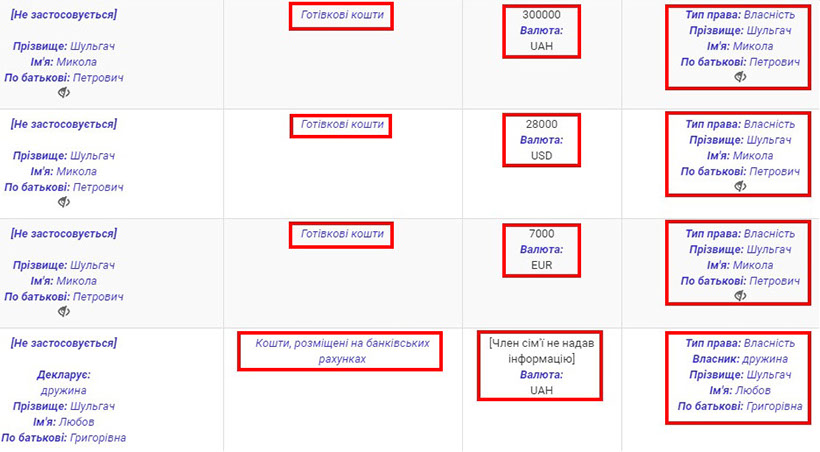 [Не застосовується]
Прізвище: Шульгач
Ім'я: Микола
По батькові: Петрович
Готівкові кошти
300000
Валюта:
UAH
Тип права: Власність
Прізвище: Шульгач
Ім'я: Микола
По батькові: Петрович
[Не застосовується]
Прізвище: Шульгач
Ім'я: Микола
По батькові: Петрович
Готівкові кошти
28000
Валюта:
USD
Тип права: Власність
Прізвище: Шульгач
Ім'я: Микола
По батькові: Петрович
[Не застосовується]
Прізвище: Шульгач
Ім'я: Микола
По батькові: Петрович
Готівкові кошти
7000
Валюта:
EUR
Тип права: Власність
Прізвище: Шульгач
Ім'я: Микола
По батькові: Петрович
[Не застосовується]
Декларує:
дружина
Прізвище: Шульгач
Ім'я: Любов
По батькові: Григорівна
Кошти, розміщені на банківських
рахунках
[Член сім'ї не надав
інформацію]
Валюта:
UAH
Тип права: Власність
Власник: дружина
Прізвище: Шульгач
Ім'я: Любов
По батькові: Григорівна